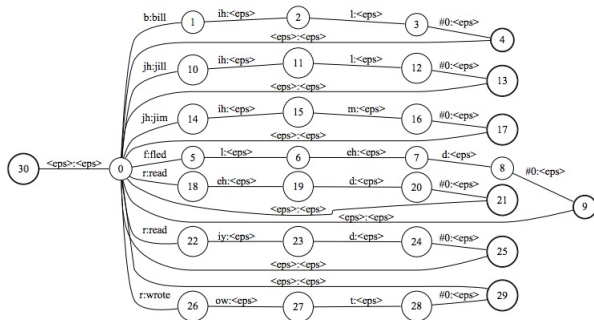 b:bill ih:<eps> l:<eps> #0:<eps>
1 2 3 4
<eps>:<eps>
jh:jill ih:<eps> l:<eps> #0:<eps>
10 11 12 13
<eps>:<eps>
jh:jim ih:<eps> m:<eps> #0:<eps>
14 15 16 17
<eps>:<eps>
f:fled l:<eps> eh:<eps> d:<eps>
30 <eps>:<eps> 0 5 6 7 8 #0:<eps>
r:read eh:<eps> d:<eps> #0:<eps>
18 19 20 21
<eps>:<eps>
<eps>:<eps> 9
r:read iy:<eps> d:<eps> #0:<eps>
22 23 24 25
<eps>:<eps>
<eps>:<eps>
r:wrote ow:<eps> t:<eps> #0:<eps> 29
26 27 28